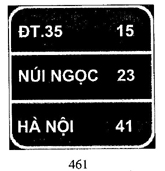 ĐT.35 15
NÚI NGỌC 23
HÀ NỘI 41
461